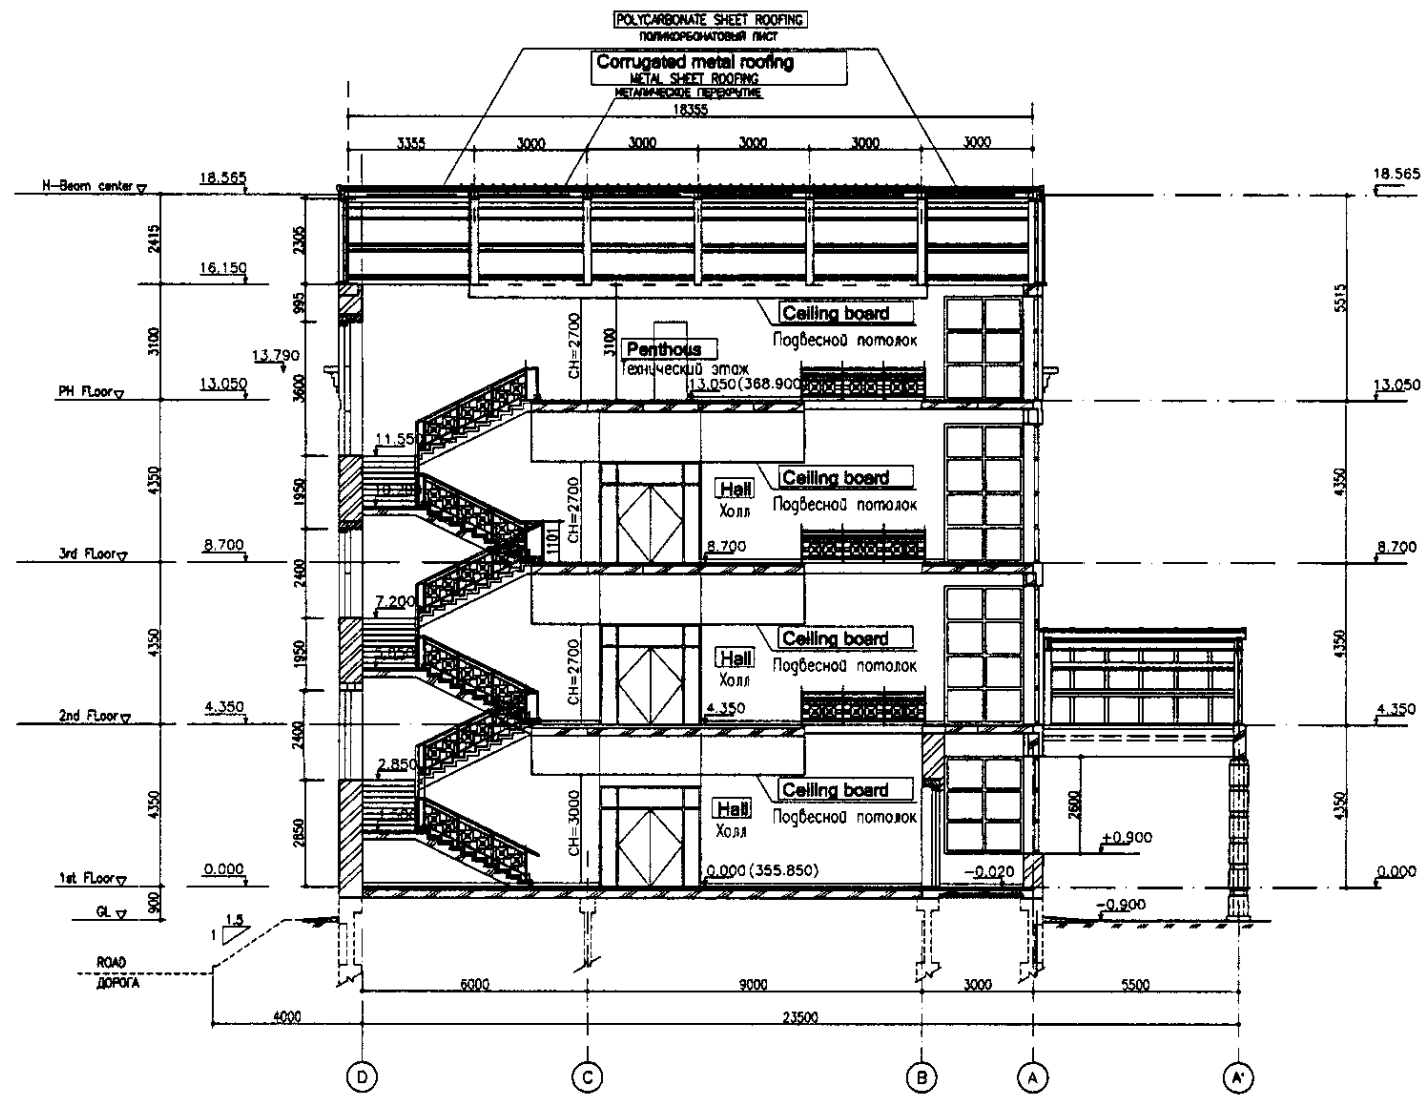 POLYCARBONATE SHEET ROOFING
ПОЛИКОРБОНАТОВЫЙ ЛИСТ
Corrugated metal roofing
METAL SHEET ROOFING
МЕТАЛИЧЕСКОЕ ПЕРЕКРЫТИЕ
18355
3355 3000 3000 3000 3000 3000
H-Beam center 18.565 18.565
2415 2305
16.150
995 5515
Ceiling board
Подвесной потолок
3100 CH=2700 3100
Penthous
Технический этаж
13.790
PH FLoor 13.050 3600 13.050(368.900) 13.050
11.550
Ceiling board
Подвесной потолок
4350 1950 CH=2700 4350
Hall
Холл
1101
3rd FLoor 8.700 8.700 8.700
2400
7.200
Ceiling board
Подвесной потолок
4350 1950 CH=2700 4350
Hall
Холл
2nd FLoor 4.350 4.350 4.350
2400
2.850
Ceiling board
Подвесной потолок
4350 2850 CH=3000 2600 4350
Hall
Холл
+0.900
1st FLoor 0.000 0.000(355.850) -0.020 0.000
900
GL -0.900
1 1.5
ROAD
ДОРОГА
6000 9000 3000 5500
4000 23500
D C B A A'